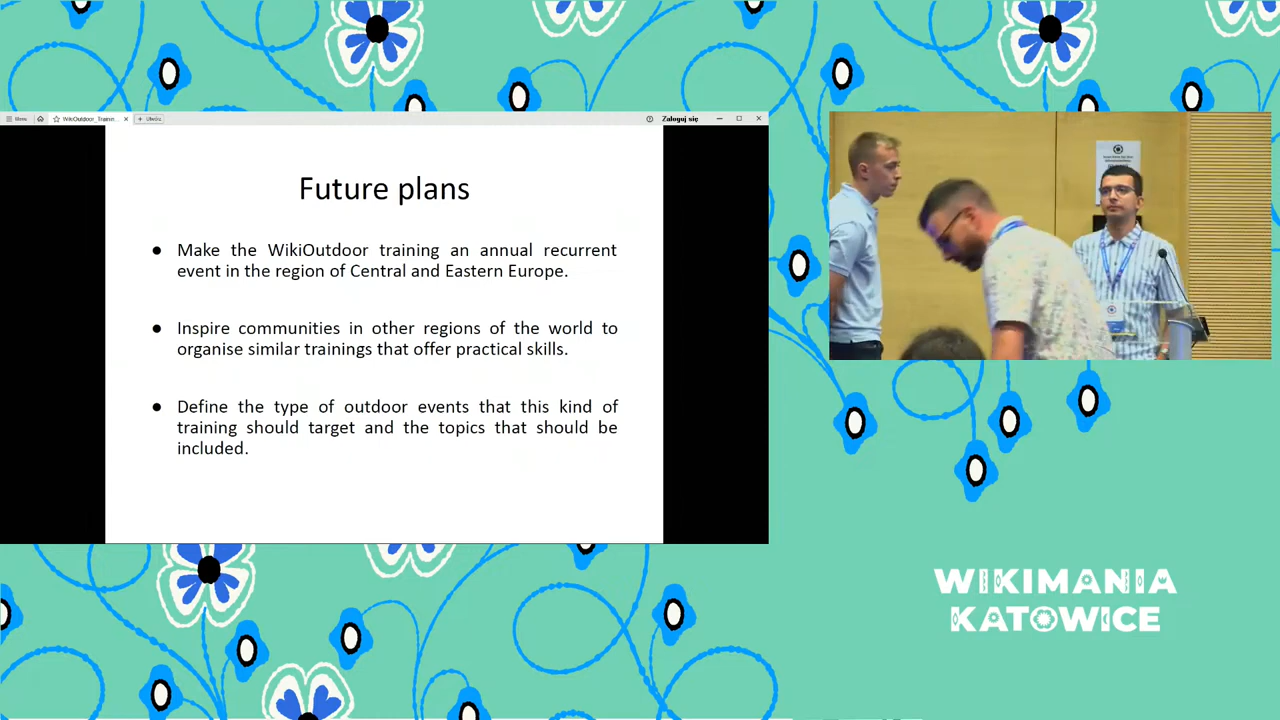 Menu
WikiOutdoor_Trainin...
+ Utwórz
Zaloguj się
Future plans
● Make the WikiOutdoor training an annual recurrent
event in the region of Central and Eastern Europe.
● Inspire communities in other regions of the world to
organise similar trainings that offer practical skills.
● Define the type of outdoor events that this kind of
training should target and the topics that should be
included.
WIKIMANIA
KATOWICE